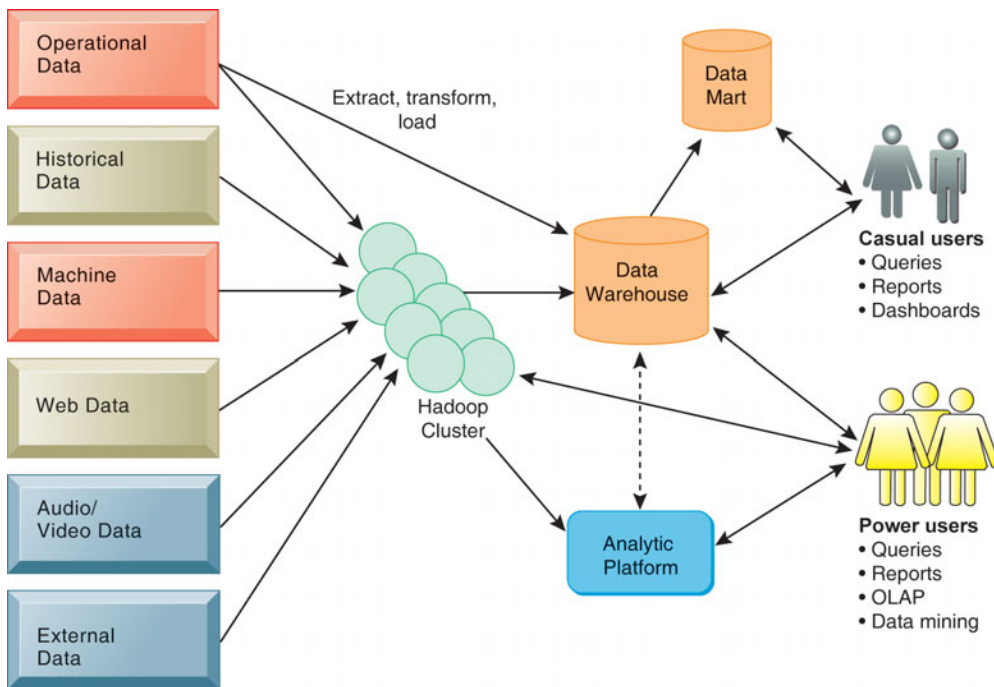 Operational
Data
Historical
Data
Machine
Data
Web Data
Audio/
Video Data
External
Data
Extract, transform,
load
Hadoop
Cluster
Data
Mart
Data
Warehouse
Analytic
Platform
Casual users
• Queries
• Reports
• Dashboards
Power users
• Queries
• Reports
• OLAP
• Data mining